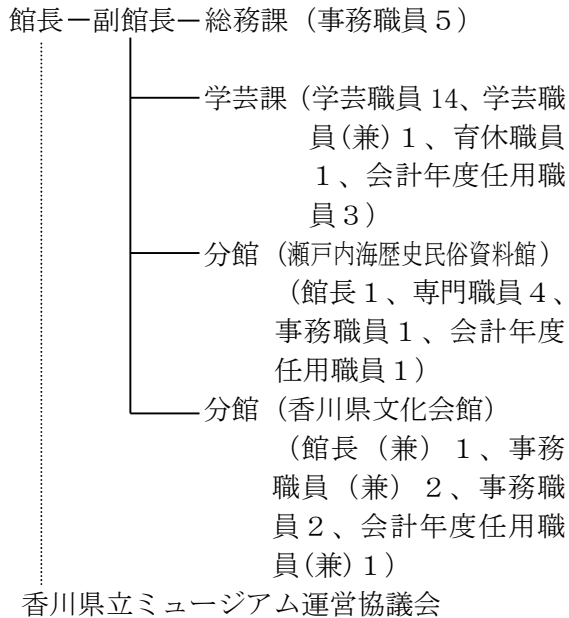 館長－副館長－総務課（事務職員５）
学芸課（学芸職員 14、学芸職
員(兼)１、育休職員
１、会計年度任用職
員３）
分館（瀬戸内海歴史民俗資料館）
（館長１、専門職員４、
事務職員１、会計年度
任用職員１）
分館（香川県文化会館）
（館長（兼）１、事務
職員（兼）２、事務職
員２、会計年度任用職
員(兼)１）
香川県立ミュージアム運営協議会